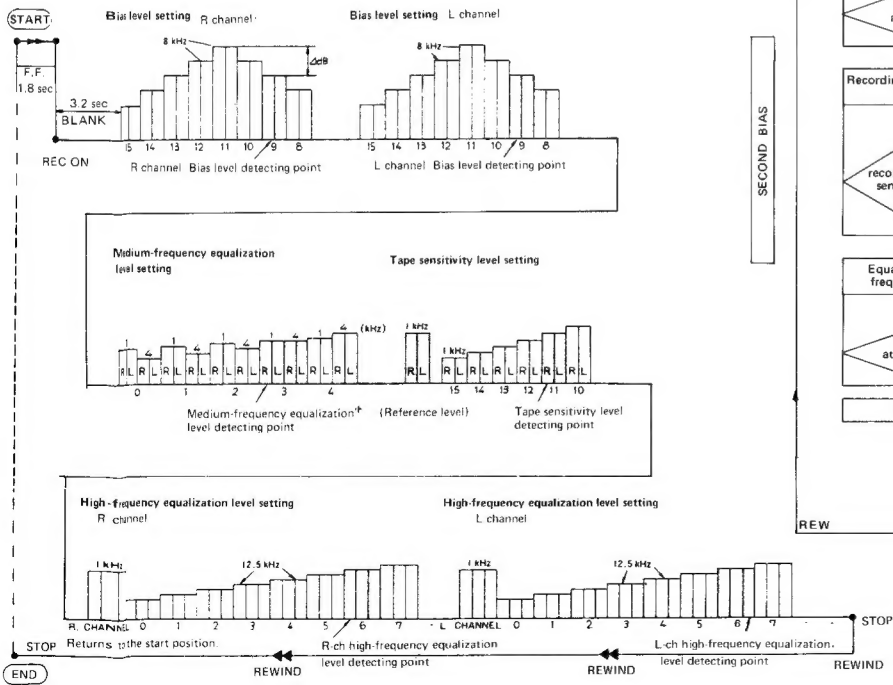 START
Bias level setting R channel
Bias level setting L channel
8 kHz
ΔdB
8 kHz
F.F.
1.8 sec
3.2 sec
BLANK
REC ON
15 14 13 12 11 10 9 8
15 14 13 12 11 10 9 8
R channel Bias level detecting point
L channel Bias level detecting point
SECOND BIAS
Recordin
reco
sen
Equa
freq
at
REW
Medium-frequency equalization
level setting
Tape sensitivity level setting
1 4 1 4 1 4 1 4 1 4 (kHz)
1 kHz
1 kHz
R L R L R L R L R L R L R L R L R L R L
R L
R L R L R L R L R L R L
0 1 2 3 4
15 14 13 12 11 10
Medium-frequency equalization
level detecting point
(Reference level)
Tape sensitivity level
detecting point
High-frequency equalization level setting
R channel
High-frequency equalization level setting
L channel
1 kHz
12.5 kHz
1 kHz
12.5 kHz
R. CHANNEL 0 1 2 3 4 5 6 7 - L CHANNEL 0 1 2 3 4 5 6 7 - -
STOP
STOP Returns to the start position.
R-ch high-frequency equalization
level detecting point
L-ch high-frequency equalization.
level detecting point
END
REWIND
REWIND
REWIND